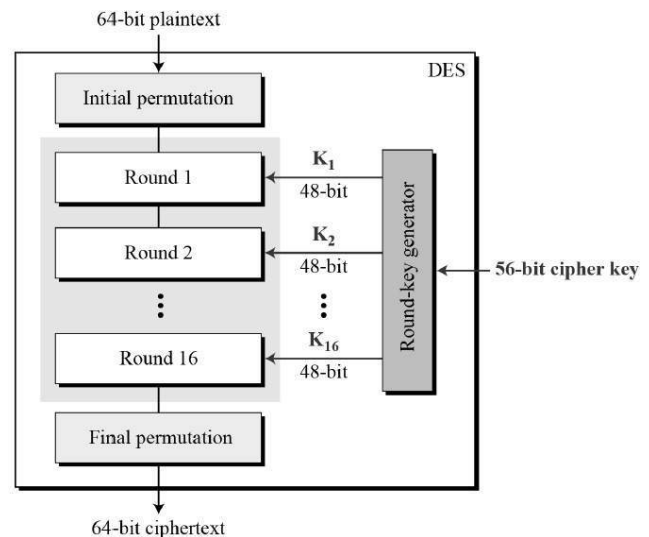 64-bit plaintext
DES
Initial permutation
Round 1
K₁
48-bit
Round 2
K₂
48-bit
Round-key generator
56-bit cipher key
Round 16
K₁₆
48-bit
Final permutation
64-bit ciphertext